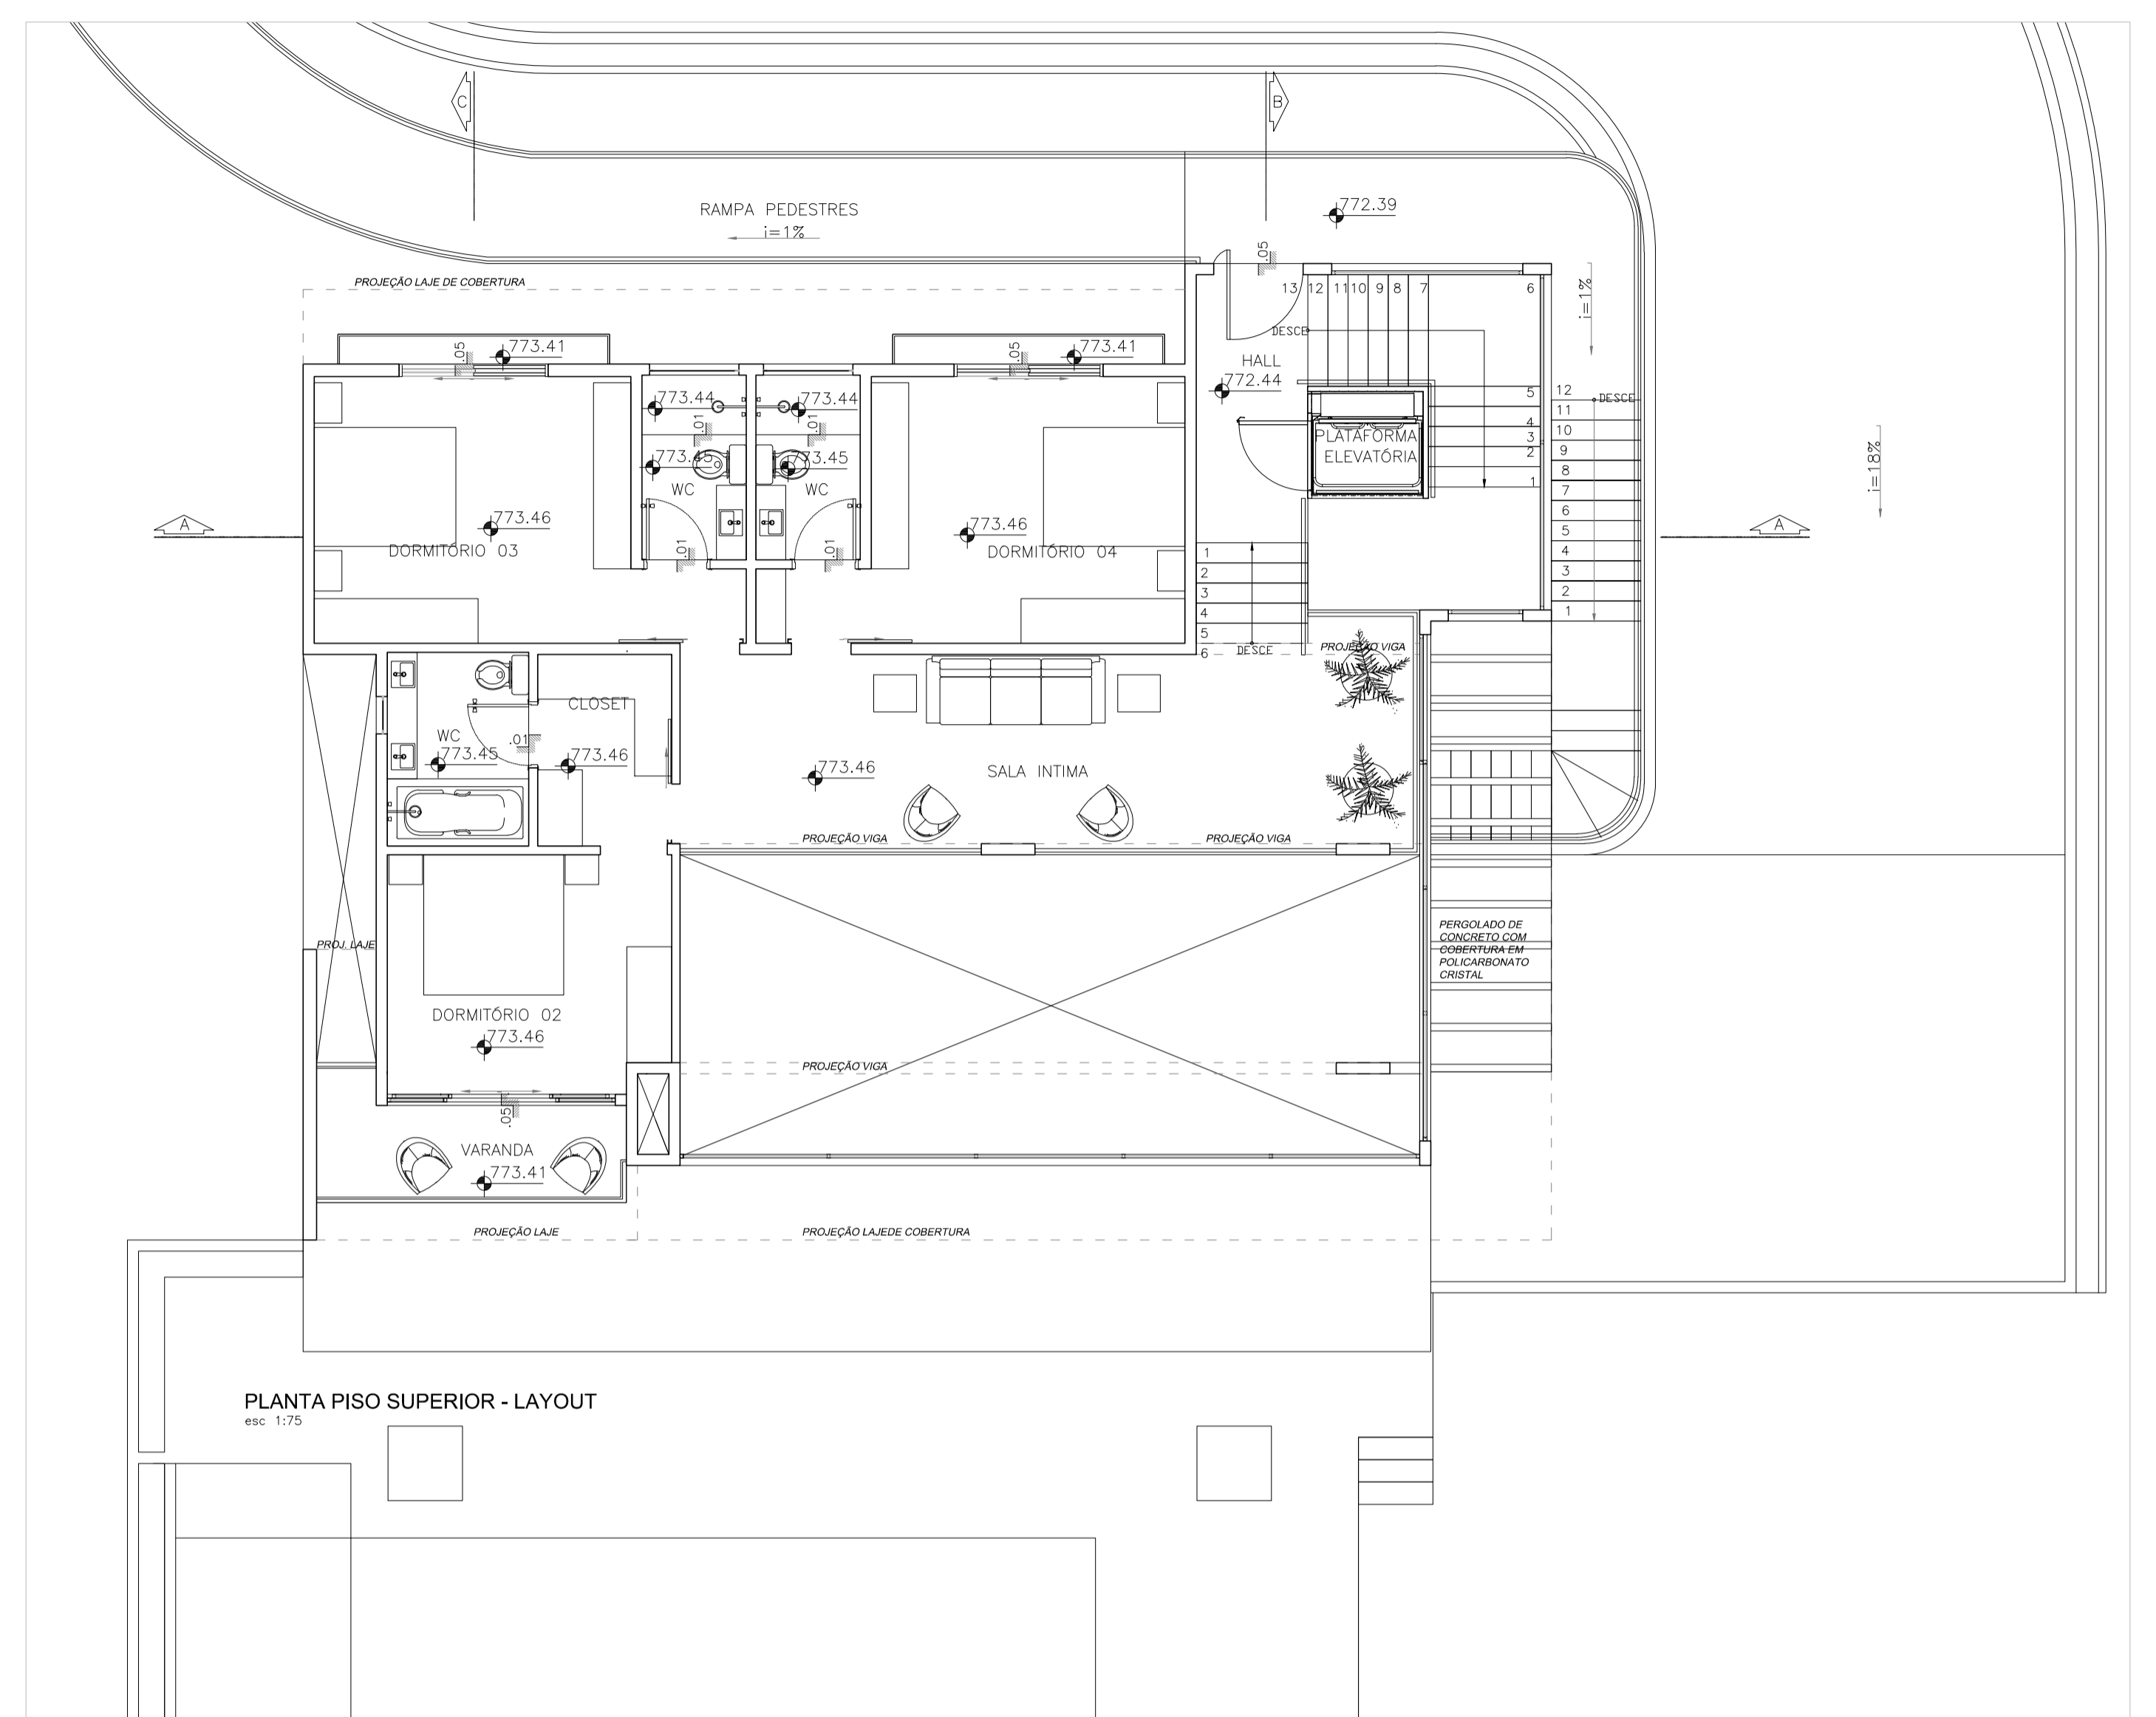 C
B
RAMPA PEDESTRES
i=1%
772.39
.05
PROJEÇÃO LAJE DE COBERTURA
13 12 11 10 9 8 7 6
i=1%
DESCE
.05
773.41
.05
773.41
HALL
772.44
5
4
3
2
1
PLATAFORMA
ELEVATÓRIA
773.44
773.44
.01
.01
773.45
773.45
WC
WC
.01
.01
773.46
DORMITÓRIO 03
773.46
DORMITÓRIO 04
12
DESCE
11
10
9
8
7
6
5
4
3
2
1
i=18%
A
A
1
2
3
4
5
6
DESCE
PROJEÇÃO VIGA
CLOSET
WC
773.45
.01
773.46
773.46
SALA INTIMA
PROJEÇÃO VIGA
PROJEÇÃO VIGA
PROJ. LAJE
PERGOLADO DE
CONCRETO COM
COBERTURA EM
POLICARBONATO
CRISTAL
DORMITÓRIO 02
773.46
PROJEÇÃO VIGA
.05
VARANDA
773.41
PROJEÇÃO LAJE
PROJEÇÃO LAJEDE COBERTURA
PLANTA PISO SUPERIOR - LAYOUT
esc 1:75